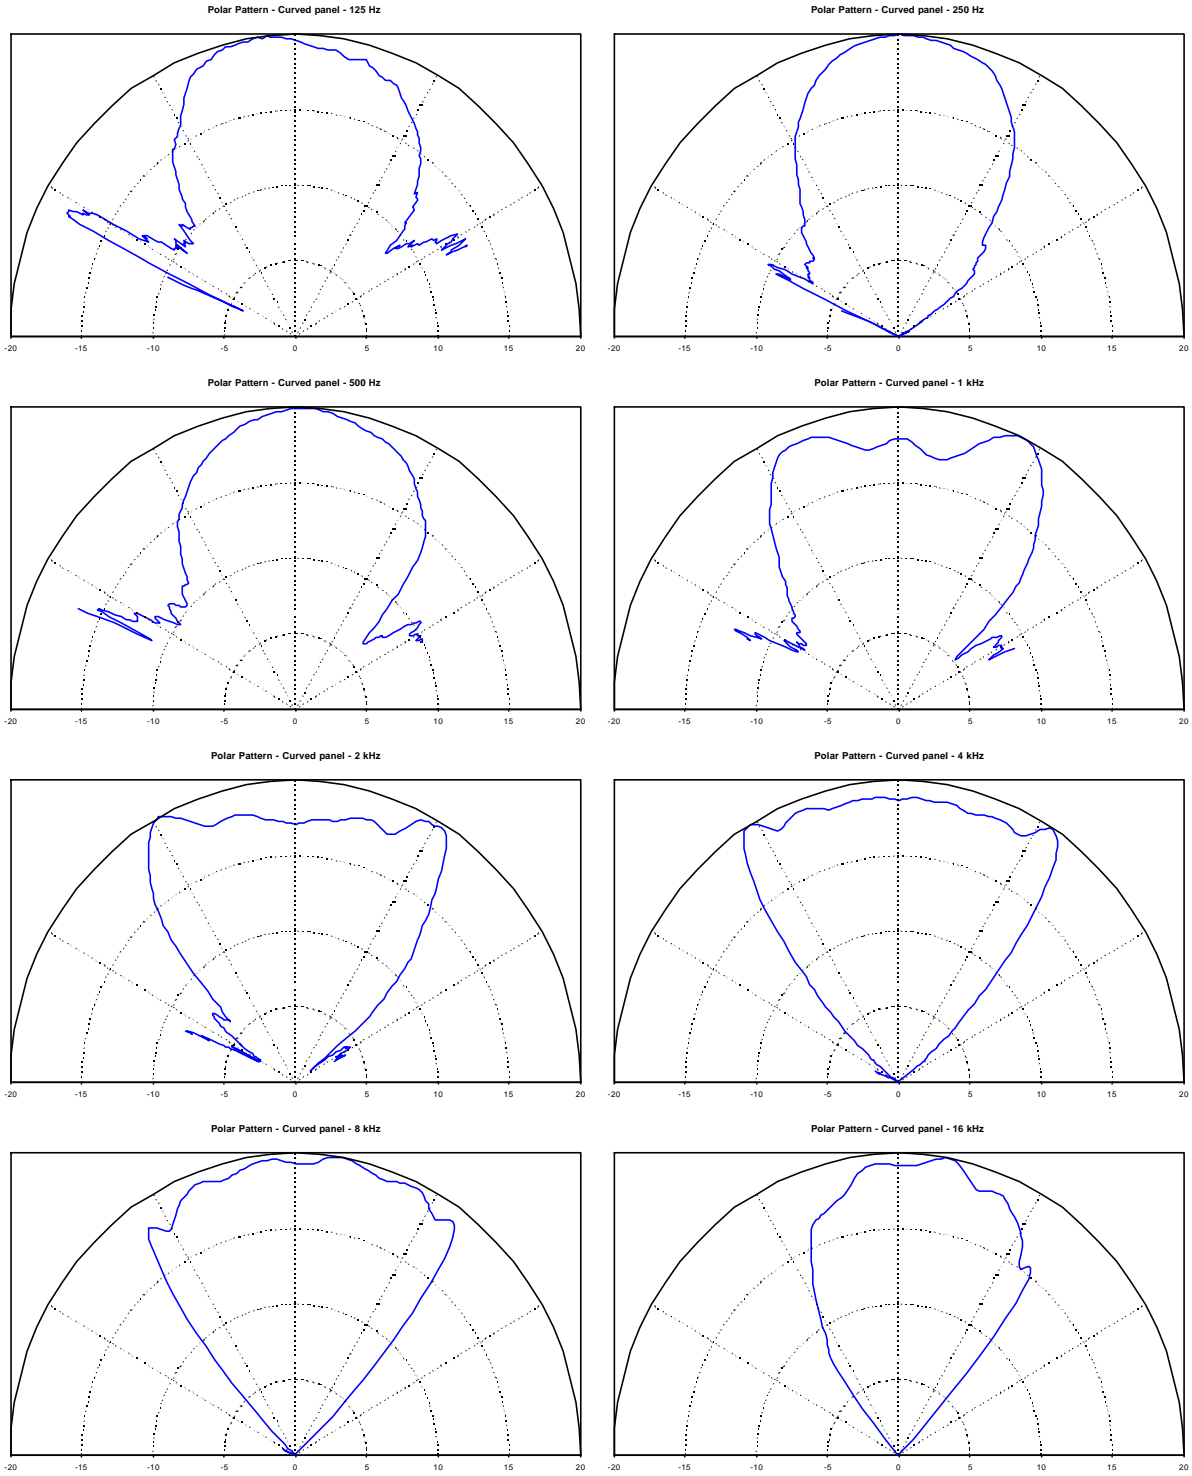 Polar Pattern - Curved panel - 125 Hz
Polar Pattern - Curved panel - 250 Hz
-20 -15 -10 -5 0 5 10 15 20
-20 -15 -10 -5 0 5 10 15 20
Polar Pattern - Curved panel - 500 Hz
Polar Pattern - Curved panel - 1 kHz
-20 -15 -10 -5 0 5 10 15 20
-20 -15 -10 -5 0 5 10 15 20
Polar Pattern - Curved panel - 2 kHz
Polar Pattern - Curved panel - 4 kHz
-20 -15 -10 -5 0 5 10 15 20
-20 -15 -10 -5 0 5 10 15 20
Polar Pattern - Curved panel - 8 kHz
Polar Pattern - Curved panel - 16 kHz
-20 -15 -10 -5 0 5 10 15 20
-20 -15 -10 -5 0 5 10 15 20